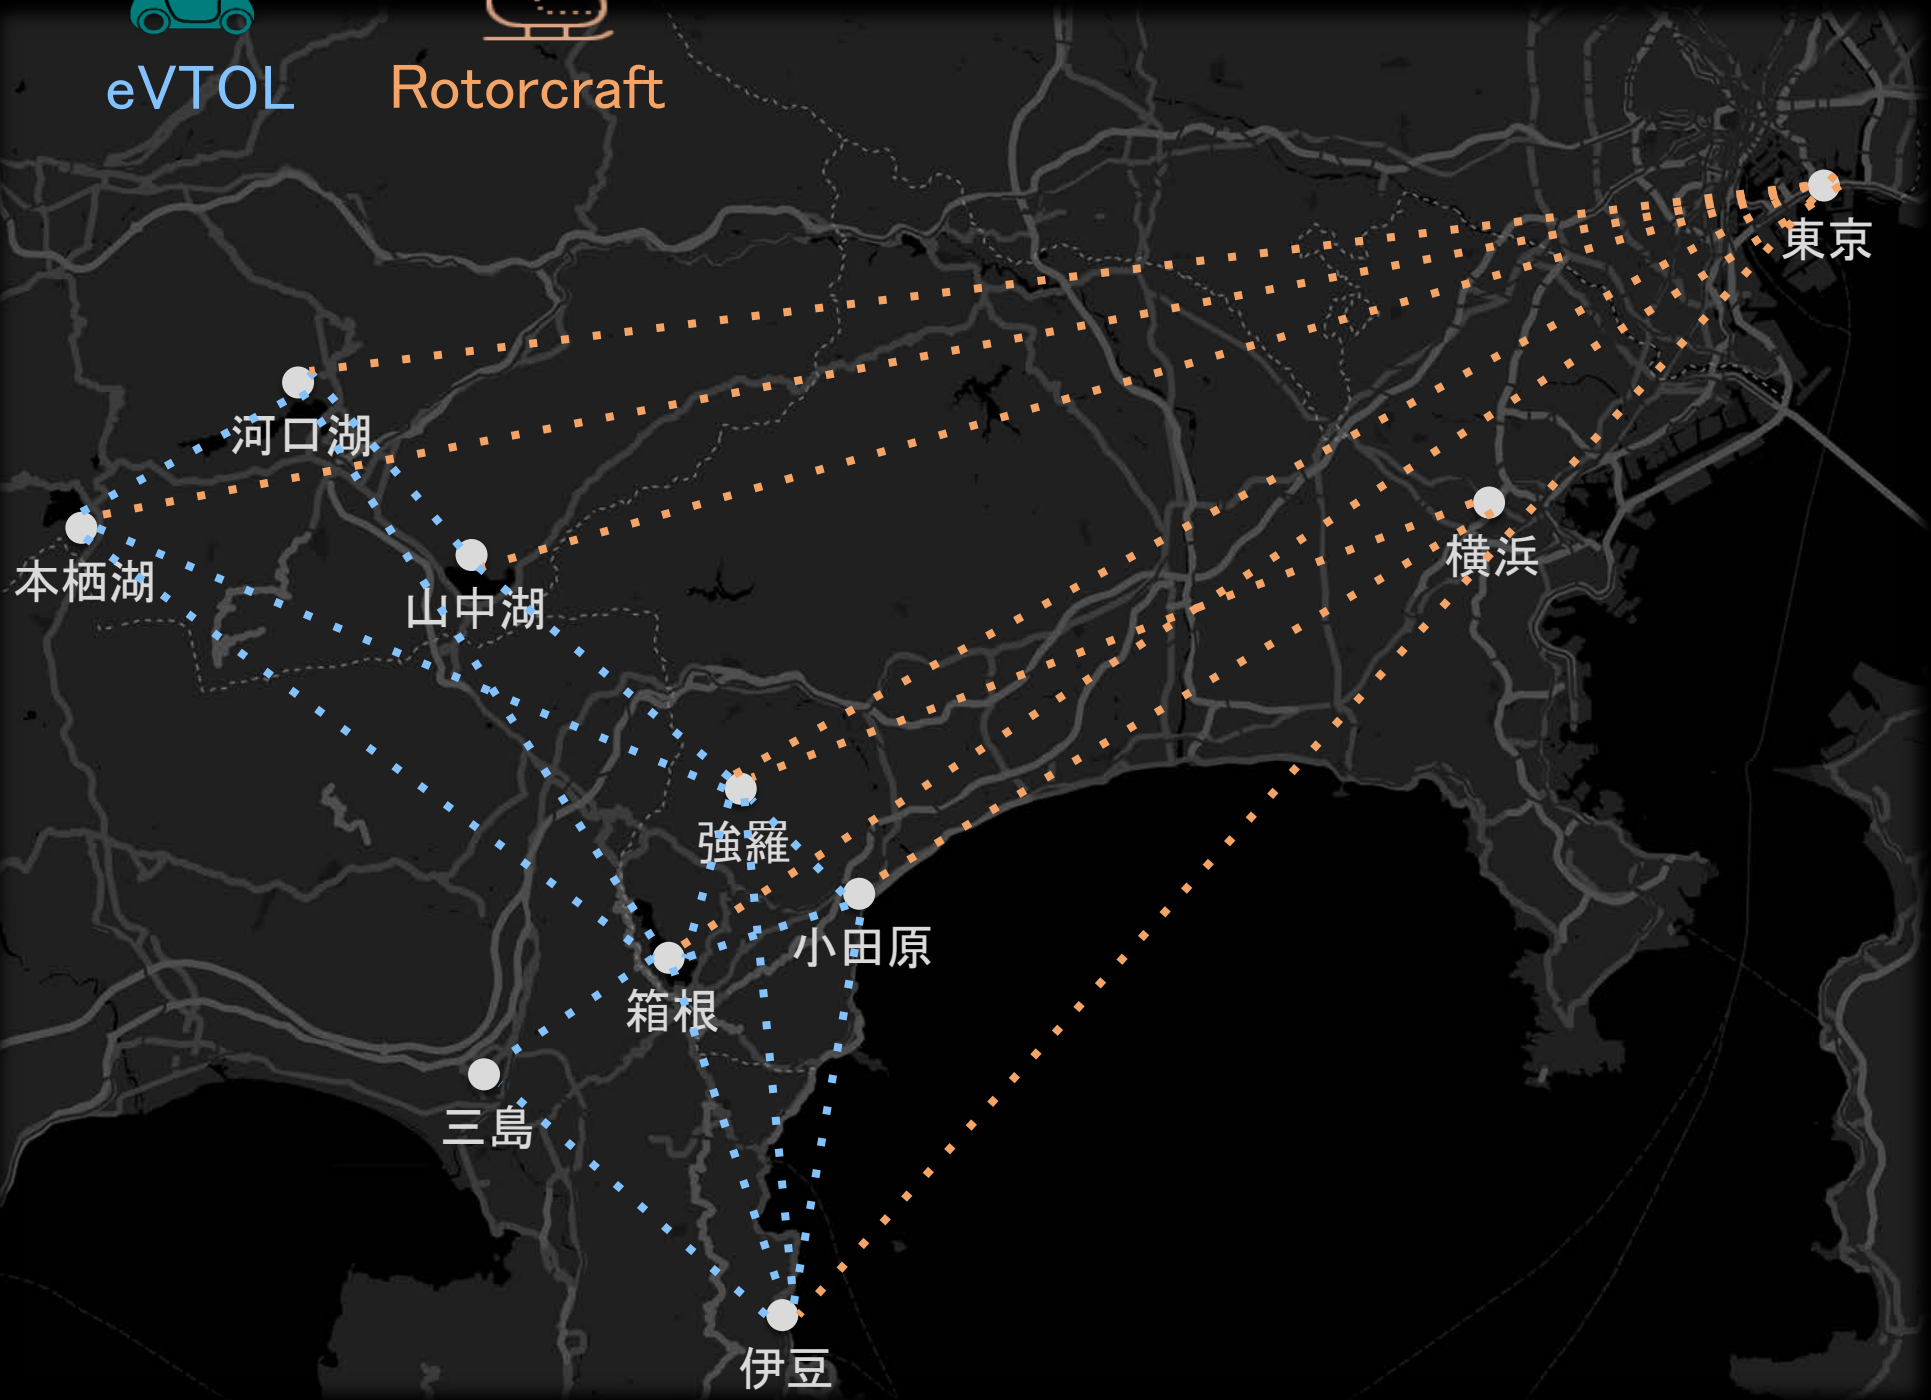 eVTOL
Rotorcraft
東京
河口湖
横浜
本栖湖
山中湖
強羅
小田原
箱根
三島
伊豆